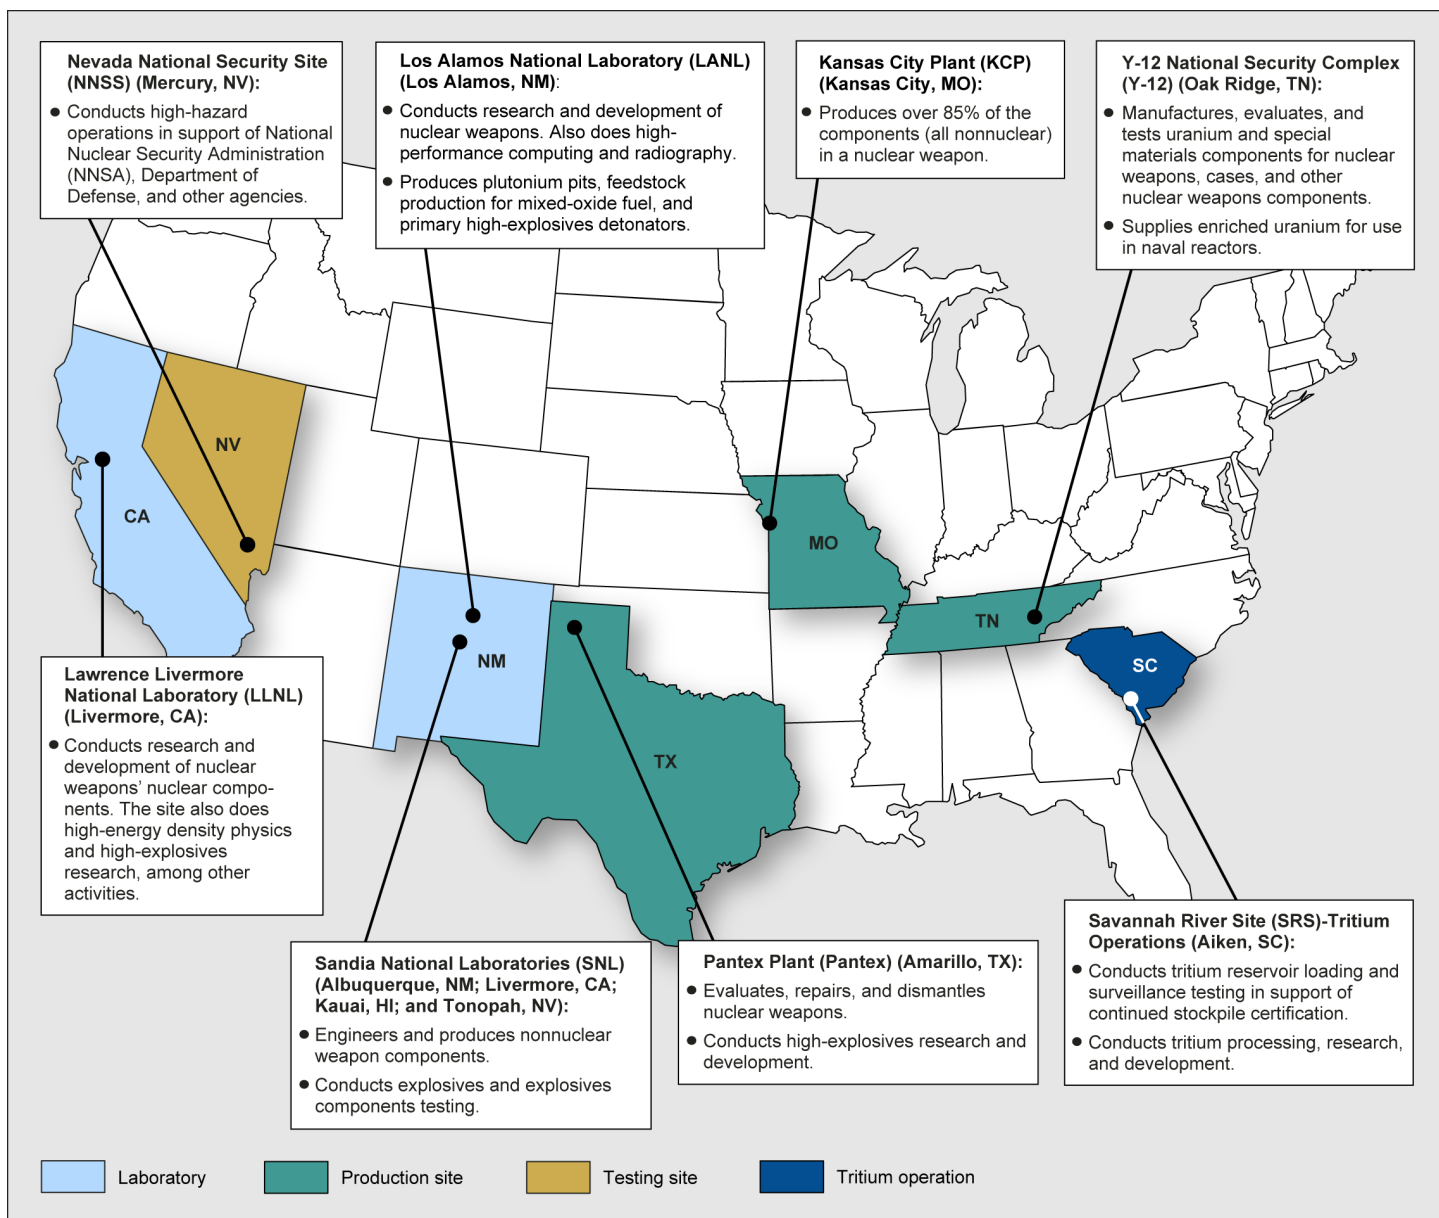 Nevada National Security Site
(NNSS) (Mercury, NV):
● Conducts high-hazard
operations in support of National
Nuclear Security Administration
(NNSA), Department of
Defense, and other agencies.
Los Alamos National Laboratory (LANL)
(Los Alamos, NM):
● Conducts research and development of
nuclear weapons. Also does high-
performance computing and radiography.
● Produces plutonium pits, feedstock
production for mixed-oxide fuel, and
primary high-explosives detonators.
Kansas City Plant (KCP)
(Kansas City, MO):
● Produces over 85% of the
components (all nonnuclear)
in a nuclear weapon.
Y-12 National Security Complex
(Y-12) (Oak Ridge, TN):
● Manufactures, evaluates, and
tests uranium and special
materials components for nuclear
weapons, cases, and other
nuclear weapons components.
● Supplies enriched uranium for use
in naval reactors.
NV
CA
MO
TN
NM
SC
TX
Lawrence Livermore
National Laboratory (LLNL)
(Livermore, CA):
● Conducts research and
development of nuclear
weapons’ nuclear compo-
nents. The site also does
high-energy density physics
and high-explosives
research, among other
activities.
Sandia National Laboratories (SNL)
(Albuquerque, NM; Livermore, CA;
Kauai, HI; and Tonopah, NV):
● Engineers and produces nonnuclear
weapon components.
● Conducts explosives and explosives
components testing.
Pantex Plant (Pantex) (Amarillo, TX):
● Evaluates, repairs, and dismantles
nuclear weapons.
● Conducts high-explosives research and
development.
Savannah River Site (SRS)-Tritium
Operations (Aiken, SC):
● Conducts tritium reservoir loading and
surveillance testing in support of
continued stockpile certification.
● Conducts tritium processing, research,
and development.
Laboratory
Production site
Testing site
Tritium operation